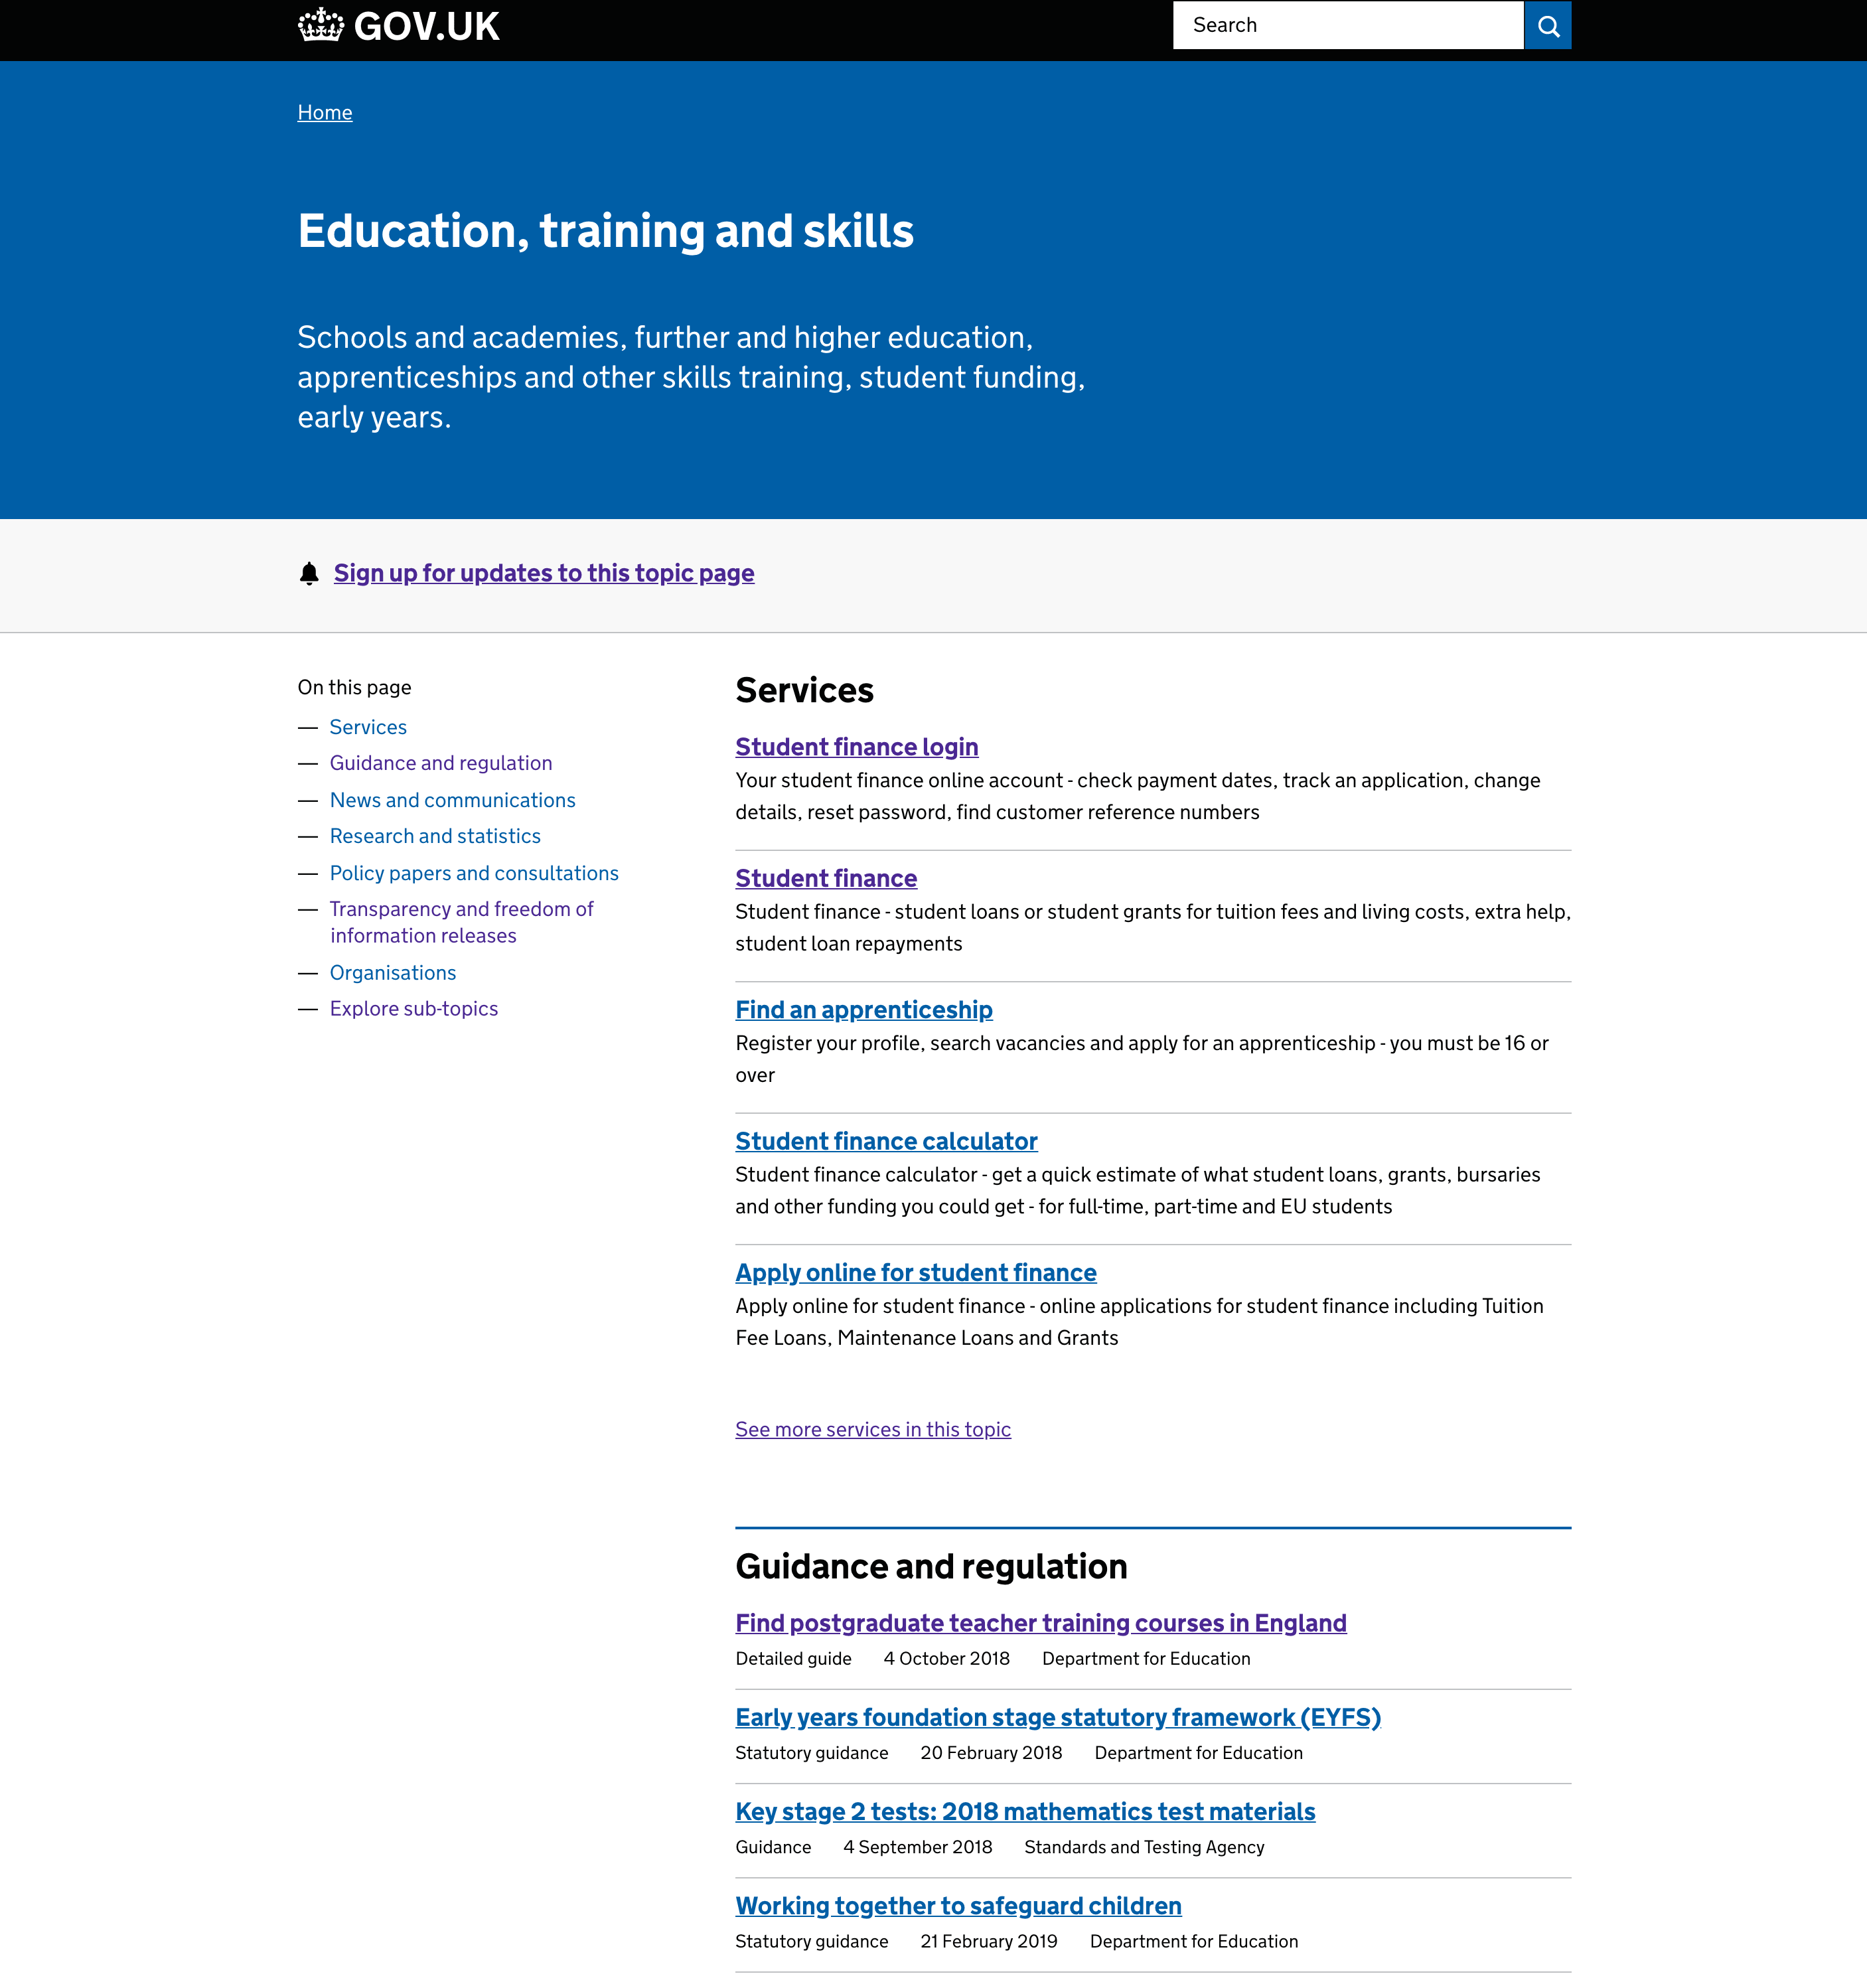 GOV.UK
Search
Home
Education, training and skills
Schools and academies, further and higher education,
apprenticeships and other skills training, student funding,
early years.
Sign up for updates to this topic page
On this page
— Services
— Guidance and regulation
— News and communications
— Research and statistics
— Policy papers and consultations
— Transparency and freedom of
information releases
— Organisations
— Explore sub-topics
Services
Student finance login
Your student finance online account - check payment dates, track an application, change
details, reset password, find customer reference numbers
Student finance
Student finance - student loans or student grants for tuition fees and living costs, extra help,
student loan repayments
Find an apprenticeship
Register your profile, search vacancies and apply for an apprenticeship - you must be 16 or
over
Student finance calculator
Student finance calculator - get a quick estimate of what student loans, grants, bursaries
and other funding you could get - for full-time, part-time and EU students
Apply online for student finance
Apply online for student finance - online applications for student finance including Tuition
Fee Loans, Maintenance Loans and Grants
See more services in this topic
Guidance and regulation
Find postgraduate teacher training courses in England
Detailed guide 4 October 2018 Department for Education
Early years foundation stage statutory framework (EYFS)
Statutory guidance 20 February 2018 Department for Education
Key stage 2 tests: 2018 mathematics test materials
Guidance 4 September 2018 Standards and Testing Agency
Working together to safeguard children
Statutory guidance 21 February 2019 Department for Education